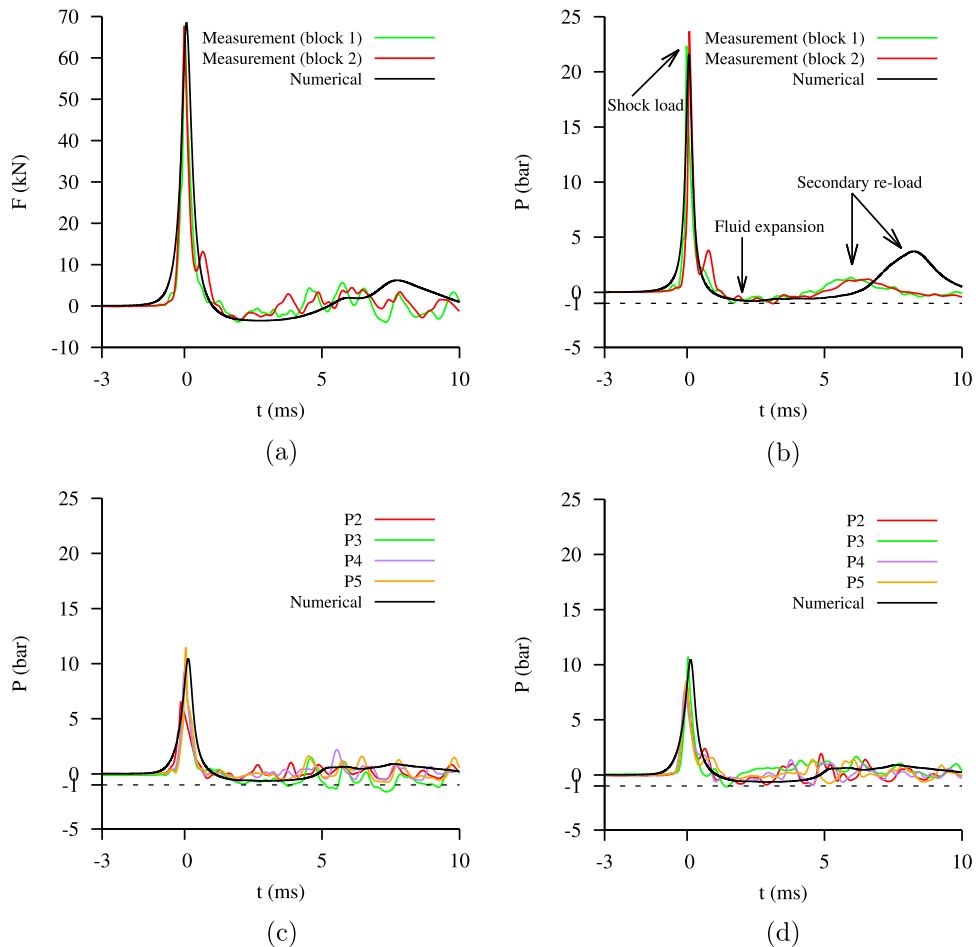 70
60
50
40
30
20
10
0
-10
F (kN)
Measurement (block 1)
Measurement (block 2)
Numerical
-3 0 5 10
t (ms)
(a)
25
20
15
10
5
0
-1
-5
P (bar)
Measurement (block 1)
Measurement (block 2)
Numerical
Shock load
Secondary re-load
Fluid expansion
-3 0 5 10
t (ms)
(b)
25
20
15
10
5
0
-1
-5
P (bar)
P2
P3
P4
P5
Numerical
-3 0 5 10
t (ms)
(c)
25
20
15
10
5
0
-1
-5
P (bar)
P2
P3
P4
P5
Numerical
-3 0 5 10
t (ms)
(d)